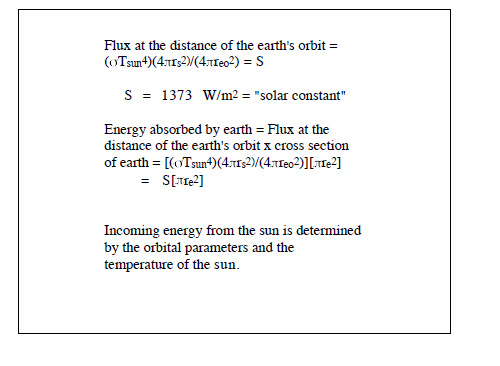 Flux at the distance of the earth's orbit =
(σTsun4)(4πrs2)/(4πreo2) = S
S = 1373 W/m2 = "solar constant"
Energy absorbed by earth = Flux at the
distance of the earth's orbit x cross section
of earth = [(σTsun4)(4πrs2)/(4πreo2)][πre2]
= S[πre2]
Incoming energy from the sun is determined
by the orbital parameters and the
temperature of the sun.